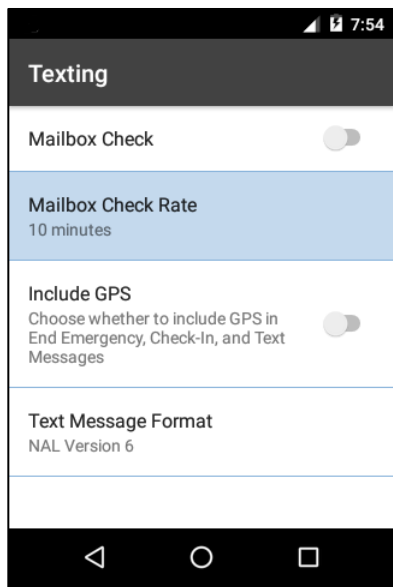 7:54
Texting
Mailbox Check
Mailbox Check Rate
10 minutes
Include GPS
Choose whether to include GPS in
End Emergency, Check-In, and Text
Messages
Text Message Format
NAL Version 6